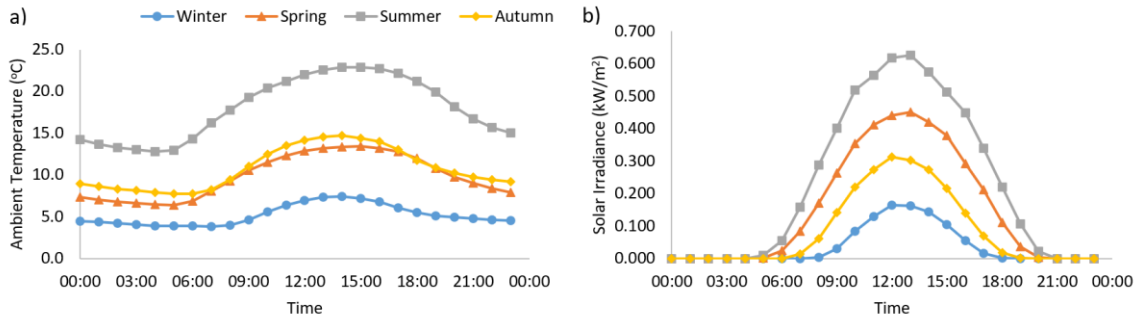 a)
Winter Spring Summer Autumn
Ambient Temperature (°C)
25.0
20.0
15.0
10.0
5.0
0.0
00:00 03:00 06:00 09:00 12:00 15:00 18:00 21:00 00:00
Time
b)
Solar Irradiance (kW/m²)
0.700
0.600
0.500
0.400
0.300
0.200
0.100
0.000
00:00 03:00 06:00 09:00 12:00 15:00 18:00 21:00 00:00
Time